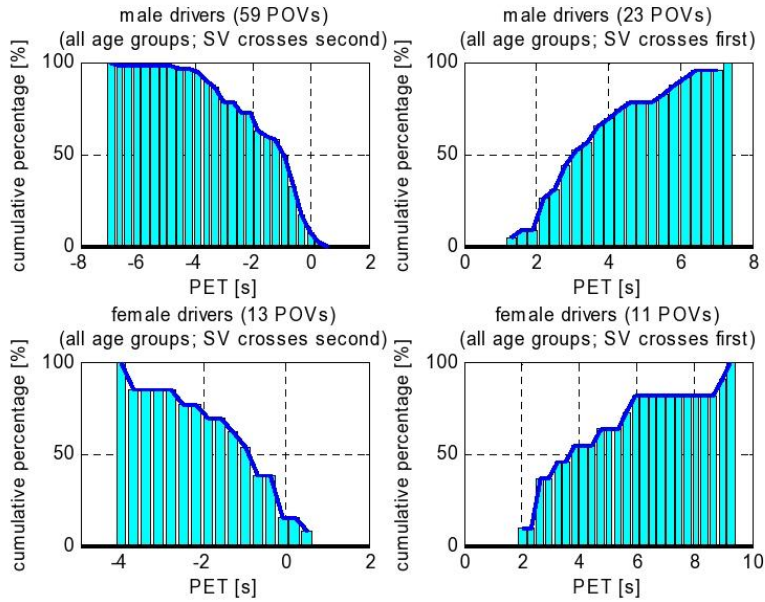 male drivers (59 POVs)
(all age groups; SV crosses second)
cumulative percentage [%]
100
50
0
-8 -6 -4 -2 0 2
PET [s]
male drivers (23 POVs)
(all age groups; SV crosses first)
cumulative percentage [%]
100
50
0
0 2 4 6 8
PET [s]
female drivers (13 POVs)
(all age groups; SV crosses second)
cumulative percentage [%]
100
50
0
-4 -2 0 2
PET [s]
female drivers (11 POVs)
(all age groups; SV crosses first)
cumulative percentage [%]
100
50
0
0 2 4 6 8 10
PET [s]